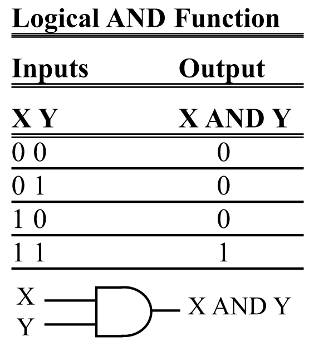 Logical AND Function
Inputs Output
X Y X AND Y
0 0 0
0 1 0
1 0 0
1 1 1
X
X AND Y
Y